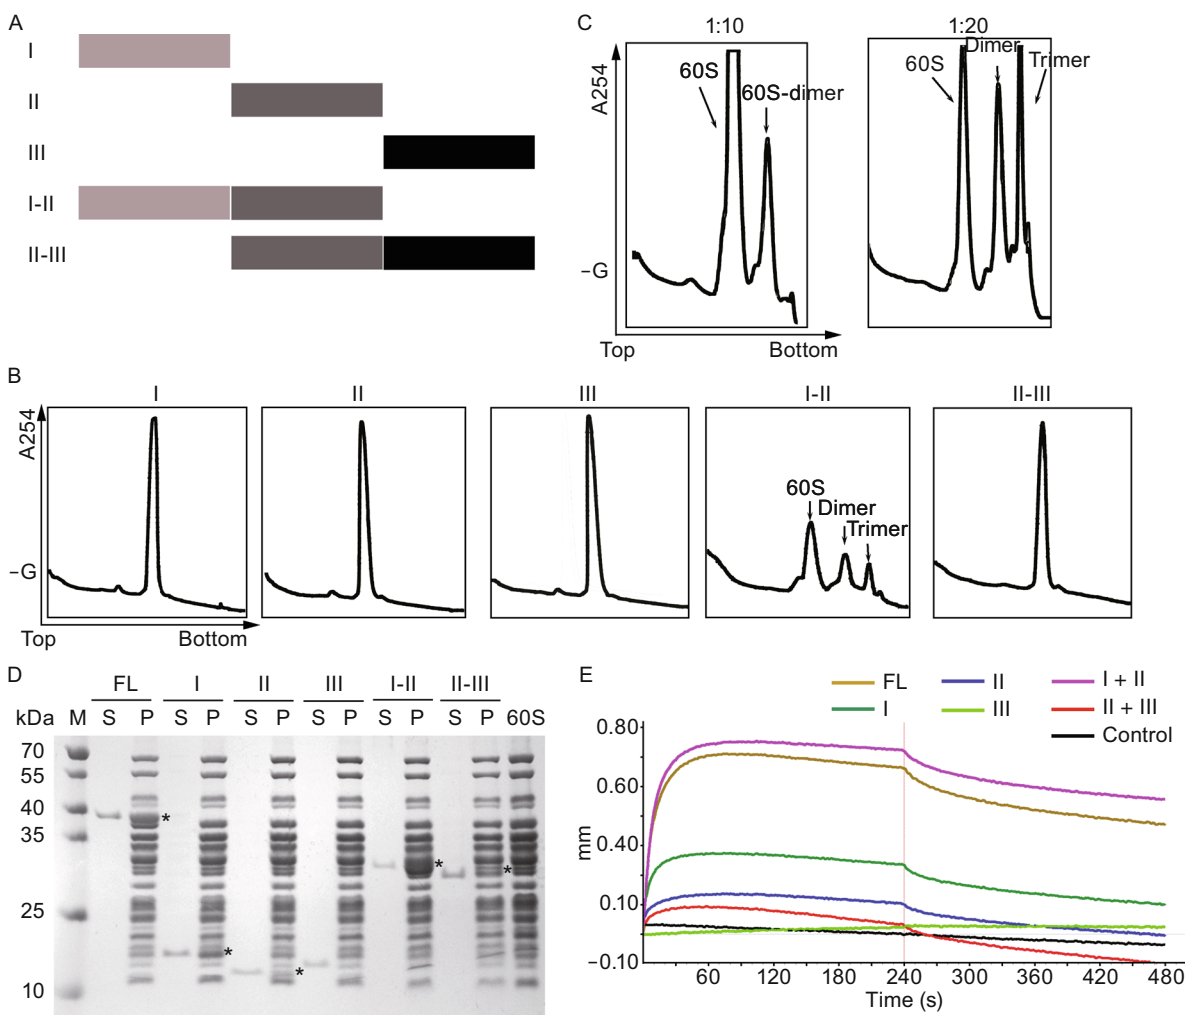 A
I
II
III
I-II
II-III
C
1:10
1:20
A254
60S
60S-dimer
60S
Dimer
Trimer
−G
Top
Bottom
B
I
II
III
I-II
II-III
A254
60S
Dimer
Trimer
−G
Top
Bottom
D
FL
I
II
III
I-II
II-III
kDa
M
S
P
S
P
S
P
S
P
S
P
S
P
60S
70
55
40
35
25
10
*
*
*
*
*
E
FL
II
I + II
I
III
II + III
Control
mm
0.80
0.60
0.40
0.10
−0.10
60
120
180
240
300
360
420
480
Time (s)